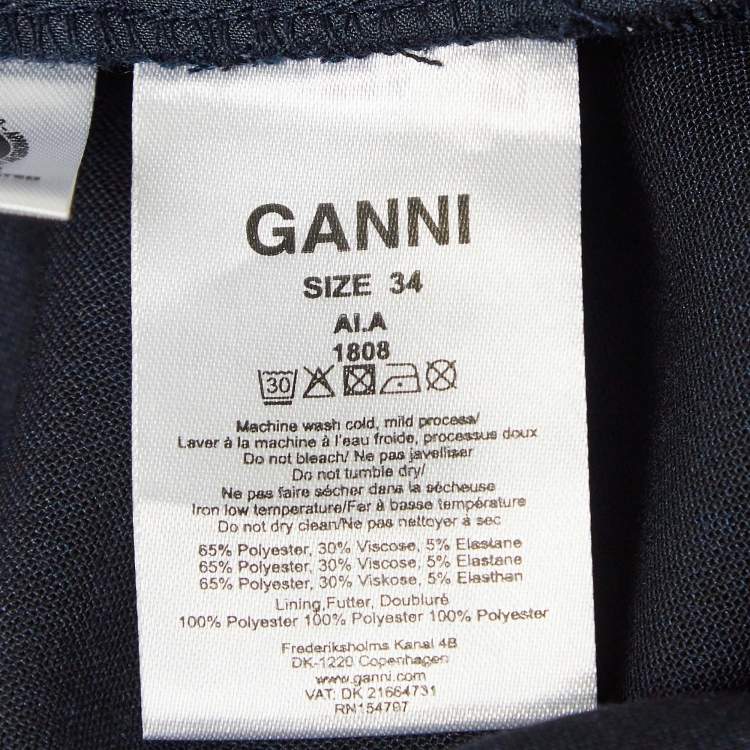 GANNI
SIZE 34
AI.A
1808
30
Machine wash cold, mild process/
Laver à la machine à l'eau froide, processus doux
Do not bleach/ Ne pas javelliser
Do not tumble dry/
Ne pas faire sècher dans la sècheuse
Iron low temperature/Fer à basse température
Do not dry clean/Ne pas nettoyer à sec
65% Polyester, 30% Viscose, 5% Elastane
65% Polyester, 30% Viscose, 5% Elastane
65% Polyester, 30% Viskose, 5% Elasthan
Lining,Futter, Doubluré
100% Polyester 100% Polyester 100% Polyester
Frederiksholms Kanal 4B
DK-1220 Copenhagen
www.ganni.com
VAT: DK 21664731
RN154797